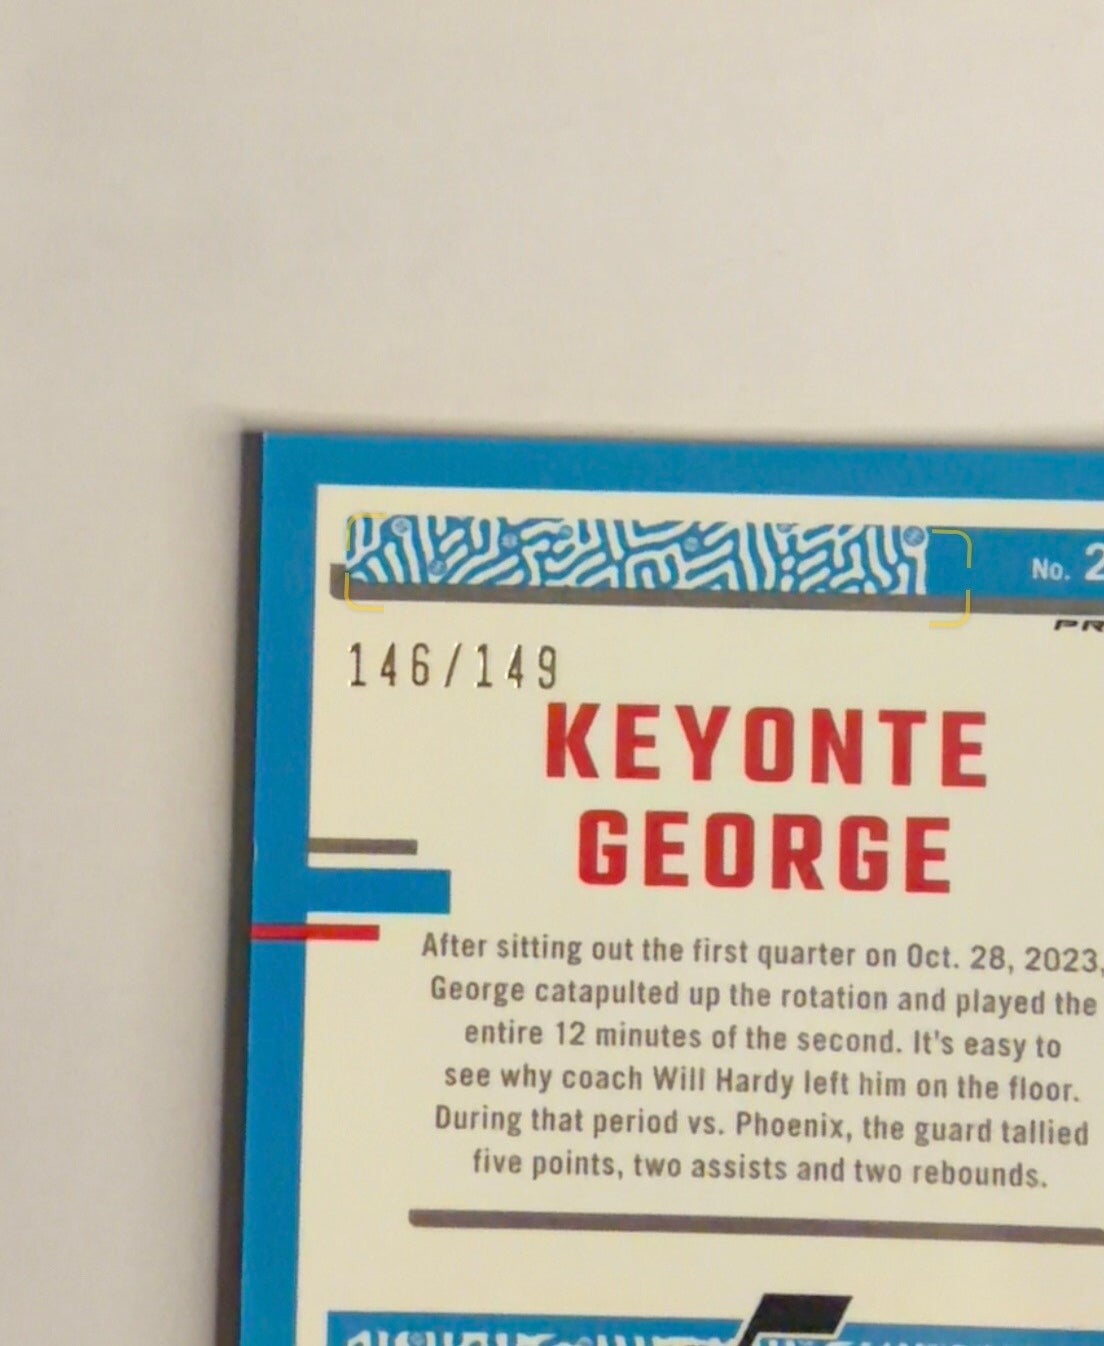 No. 2
PR
146/149
KEYONTE
GEORGE
After sitting out the first quarter on Oct. 28, 2023,
George catapulted up the rotation and played the
entire 12 minutes of the second. It's easy to
see why coach Will Hardy left him on the floor.
During that period vs. Phoenix, the guard tallied
five points, two assists and two rebounds.